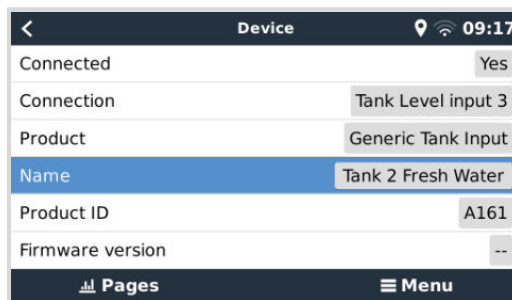 Device 09:17
Connected Yes
Connection Tank Level input 3
Product Generic Tank Input
Name Tank 2 Fresh Water
Product ID A161
Firmware version --
Pages Menu